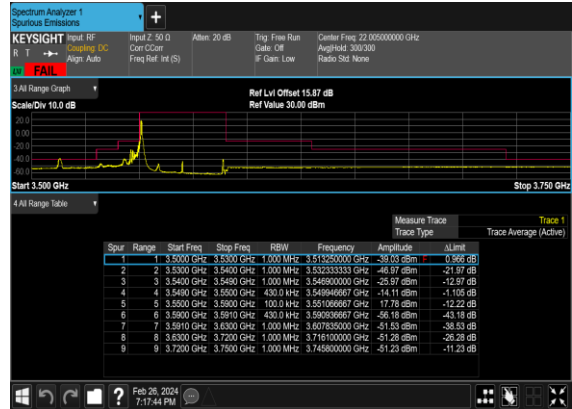 Spectrum Analyzer 1
Spurious Emissions
+
KEYSIGHT Input: RF Input Z: 50 Ω Atten: 20 dB Trig: Free Run Center Freq: 22.005000000 GHz
R T Coupling: DC Corr CCorr Gate: Off Avg|Hold: 300/300
Align: Auto Freq Ref: Int (S) IF Gain: Low Radio Std: None
FAIL
3 All Range Graph
Ref Lvl Offset 15.87 dB
Scale/Div 10.0 dB Ref Value 30.00 dBm
20.0
0.00
-20.0
-40.0
-60.0
Start 3.500 GHz Stop 3.750 GHz
4 All Range Table
Measure Trace Trace 1
Trace Type Trace Average (Active)
Spur Range Start Freq Stop Freq RBW Frequency Amplitude ΔLimit
1 1 3.5000 GHz 3.5300 GHz 1.000 MHz 3.513250000 GHz -39.03 dBm F 0.966 dB
2 2 3.5300 GHz 3.5400 GHz 1.000 MHz 3.532333333 GHz -46.97 dBm -21.97 dB
3 3 3.5400 GHz 3.5490 GHz 1.000 MHz 3.546900000 GHz -25.97 dBm -12.97 dB
4 4 3.5490 GHz 3.5500 GHz 430.0 kHz 3.549946667 GHz -14.11 dBm -1.105 dB
5 5 3.5500 GHz 3.5900 GHz 100.0 kHz 3.551066667 GHz 17.78 dBm -12.22 dB
6 6 3.5900 GHz 3.5910 GHz 430.0 kHz 3.590936667 GHz -56.18 dBm -43.18 dB
7 7 3.5910 GHz 3.6300 GHz 1.000 MHz 3.607835000 GHz -51.53 dBm -38.53 dB
8 8 3.6300 GHz 3.7200 GHz 1.000 MHz 3.716100000 GHz -51.28 dBm -26.28 dB
9 9 3.7200 GHz 3.7500 GHz 1.000 MHz 3.745800000 GHz -51.23 dBm -11.23 dB
? Feb 26, 2024
7:17:44 PM